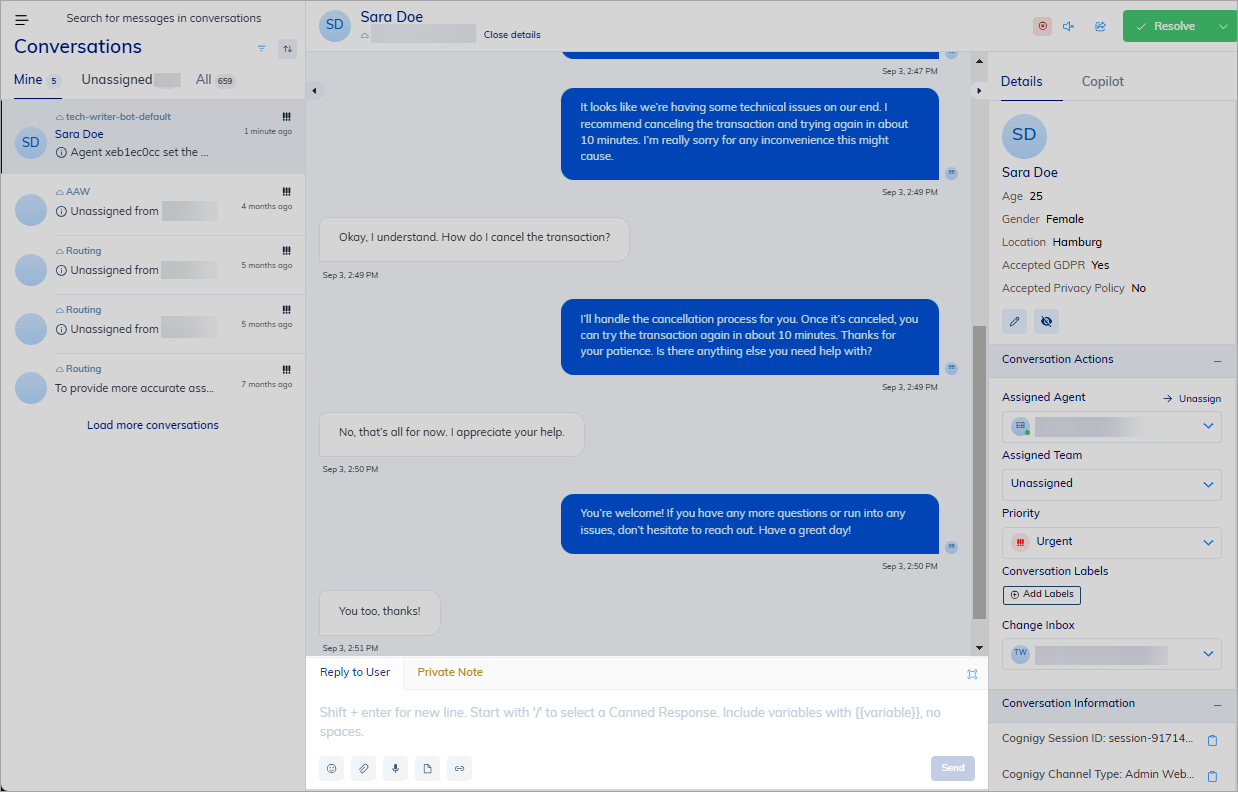 Search for messages in conversations
Conversations
Mine 5
Unassigned
All 659
tech-writer-bot-default
SD
Sara Doe
1 minute ago
Agent xeb1ec0cc set the ...
AAW
Unassigned from
4 months ago
Routing
Unassigned from
5 months ago
Routing
Unassigned from
5 months ago
Routing
To provide more accurate ass...
7 months ago
Load more conversations
SD
Sara Doe
Close details
Resolve
Sep 3, 2:47 PM
It looks like we're having some technical issues on our end. I
recommend canceling the transaction and trying again in about
10 minutes. I'm really sorry for any inconvenience this might
cause.
Sep 3, 2:49 PM
Okay, I understand. How do I cancel the transaction?
Sep 3, 2:49 PM
I'll handle the cancellation process for you. Once it's canceled, you
can try the transaction again in about 10 minutes. Thanks for
your patience. Is there anything else you need help with?
Sep 3, 2:49 PM
No, that's all for now. I appreciate your help.
Sep 3, 2:50 PM
You're welcome! If you have any more questions or run into any
issues, don't hesitate to reach out. Have a great day!
Sep 3, 2:50 PM
You too, thanks!
Sep 3, 2:51 PM
Reply to User
Private Note
Shift + enter for new line. Start with '/' to select a Canned Response. Include variables with {{variable}}, no
spaces.
Send
Details
Copilot
SD
Sara Doe
Age 25
Gender Female
Location Hamburg
Accepted GDPR Yes
Accepted Privacy Policy No
Conversation Actions
Assigned Agent
Unassign
EB
Assigned Team
Unassigned
Priority
Urgent
Conversation Labels
Add Labels
Change Inbox
TW
Conversation Information
Cognigy Session ID: session-91714...
Cognigy Channel Type: Admin Web...